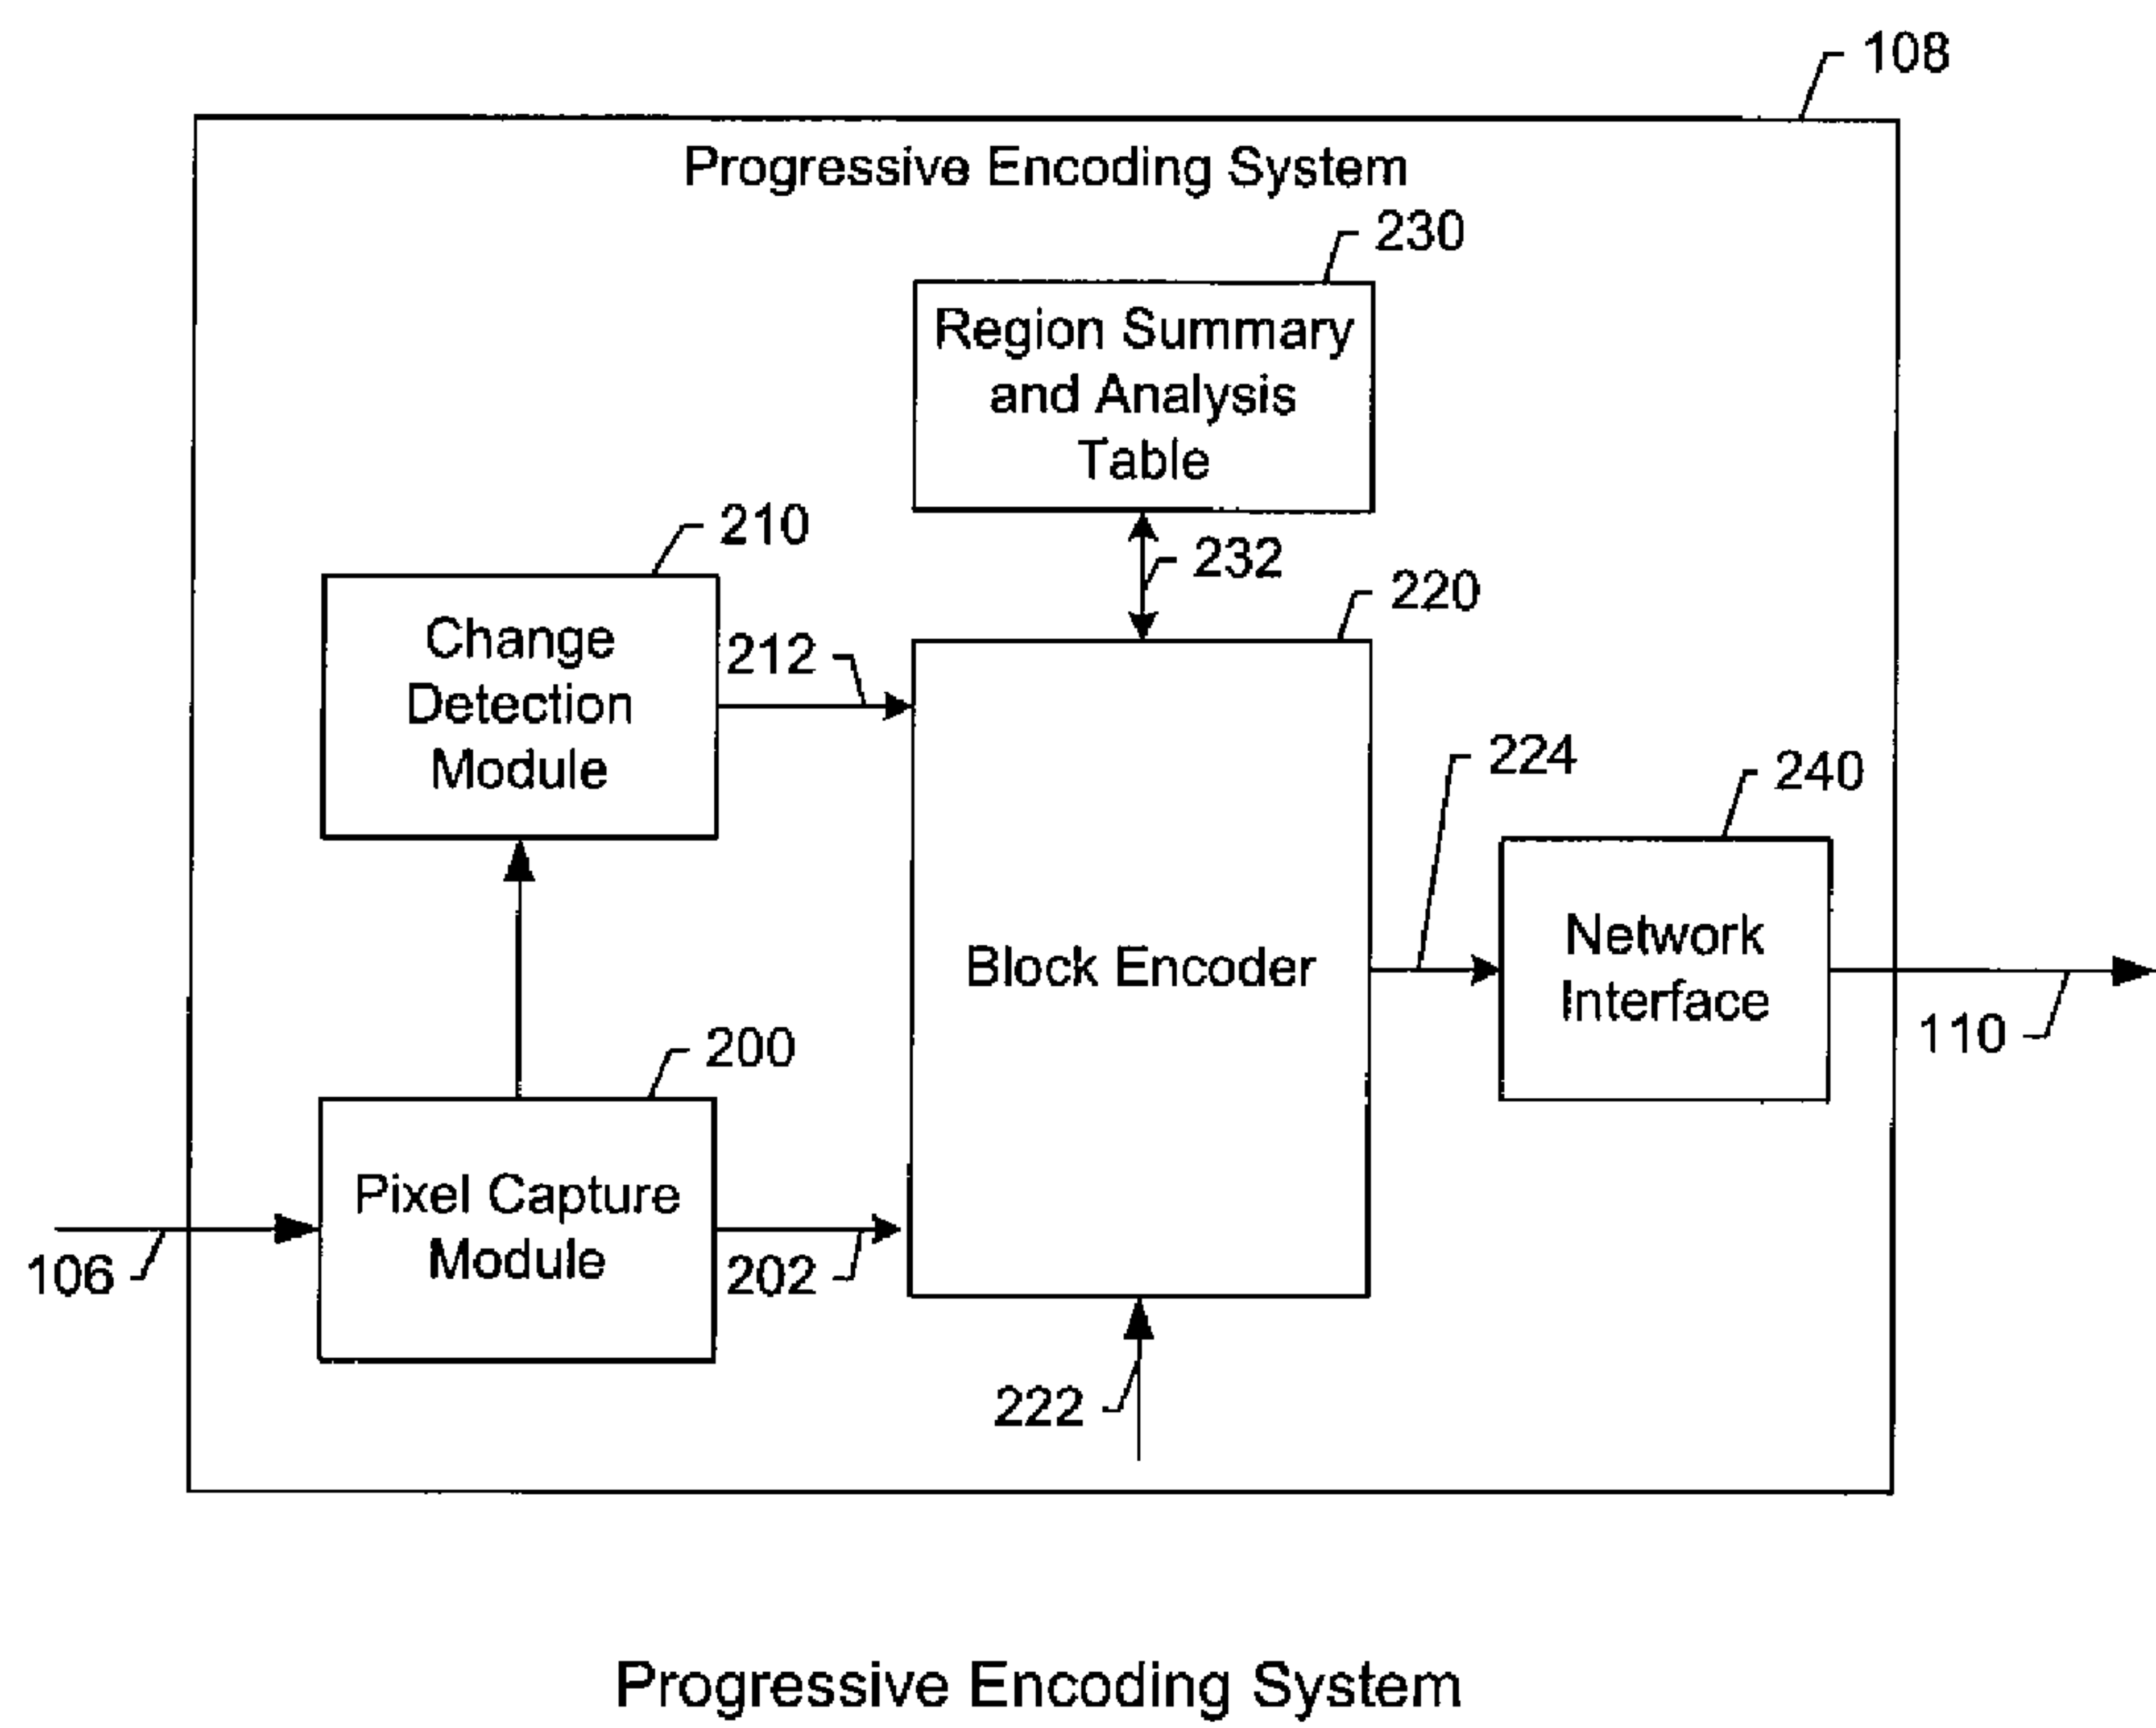 108
Progressive Encoding System
230
Region Summary
and Analysis
Table
210
232
220
Change
Detection
Module
212
224
240
Block Encoder
Network
Interface
110
200
Pixel Capture
Module
106
202
222
Progressive Encoding System